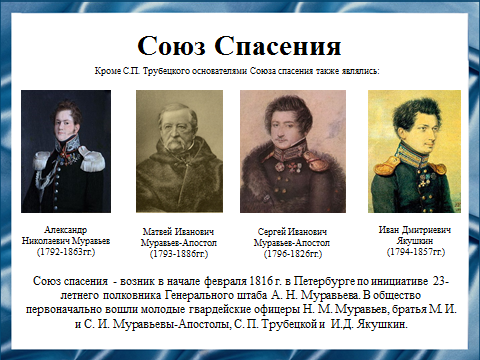 Союз Спасения
Кроме С.П. Трубецкого основателями Союза спасения также являлись:
Александр
Николаевич Муравьев
(1792-1863гг.)
Матвей Иванович
Муравьев-Апостол
(1793-1886гг.)
Сергей Иванович
Муравьев-Апостол
(1796-1826гг.)
Иван Дмитриевич
Якушкин
(1794-1857гг.)
Союз спасения - возник в начале февраля 1816 г. в Петербурге по инициативе 23-
летнего полковника Генерального штаба А. Н. Муравьева. В общество
первоначально вошли молодые гвардейские офицеры Н. М. Муравьев, братья М. И.
и С. И. Муравьевы-Апостолы, С. П. Трубецкой и И.Д. Якушкин.